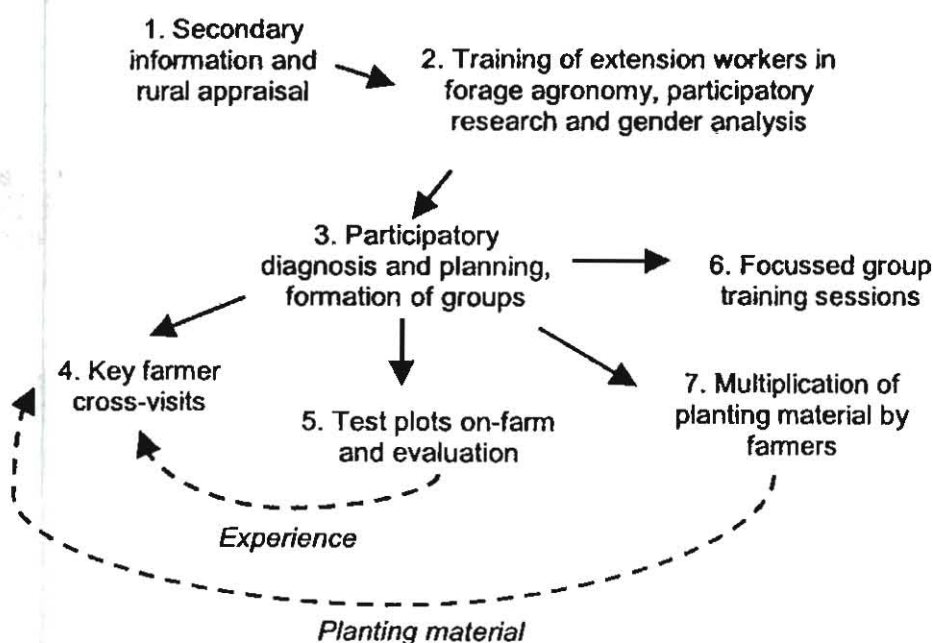 1. Secondary
information and
rural appraisal
2. Training of extension workers in
forage agronomy, participatory
research and gender analysis
3. Participatory
diagnosis and planning,
formation of groups
6. Focussed group
training sessions
4. Key farmer
cross-visits
5. Test plots on-farm
and evaluation
7. Multiplication of
planting material by
farmers
Experience
Planting material